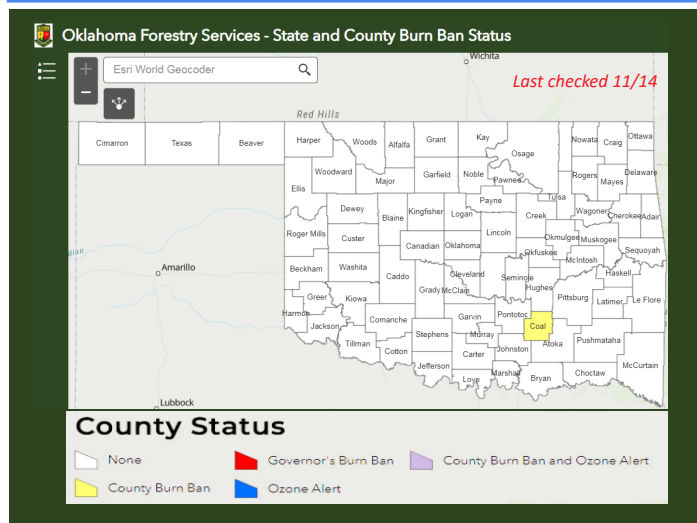 Oklahoma Forestry Services - State and County Burn Ban Status
Wichita
Esri World Geocoder
Last checked 11/14
Red Hills
Cimarron Texas Beaver Harper Woods Alfalfa Grant Kay Osage Nowata Craig Ottawa
Ellis Woodward Major Garfield Noble Pawnee Rogers Mayes Delaware
Dewey Blaine Kingfisher Logan Payne Creek Tulsa Wagoner Cherokee Adair
Roger Mills Custer Canadian Oklahoma Lincoln Okfuskee Okmulgee Muskogee Sequoyah
Amarillo
Beckham Washita Caddo Grady McClain Cleveland Seminole Hughes McIntosh Haskell
Harmon Greer Kiowa Comanche Garvin Pontotoc Coal Pittsburg Latimer Le Flore
Jackson Tillman Cotton Stephens Murray Johnston Atoka Pushmataha
Jefferson Carter Love Marshall Bryan Choctaw McCurtain
Lubbock
County Status
None Governor's Burn Ban County Burn Ban and Ozone Alert
County Burn Ban Ozone Alert